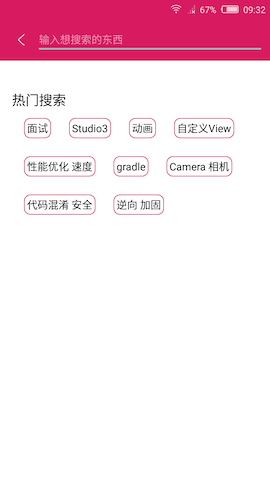 67% 09:32
输入想搜索的东西
热门搜索
面试 Studio3 动画 自定义View
性能优化 速度 gradle Camera 相机
代码混淆 安全 逆向 加固